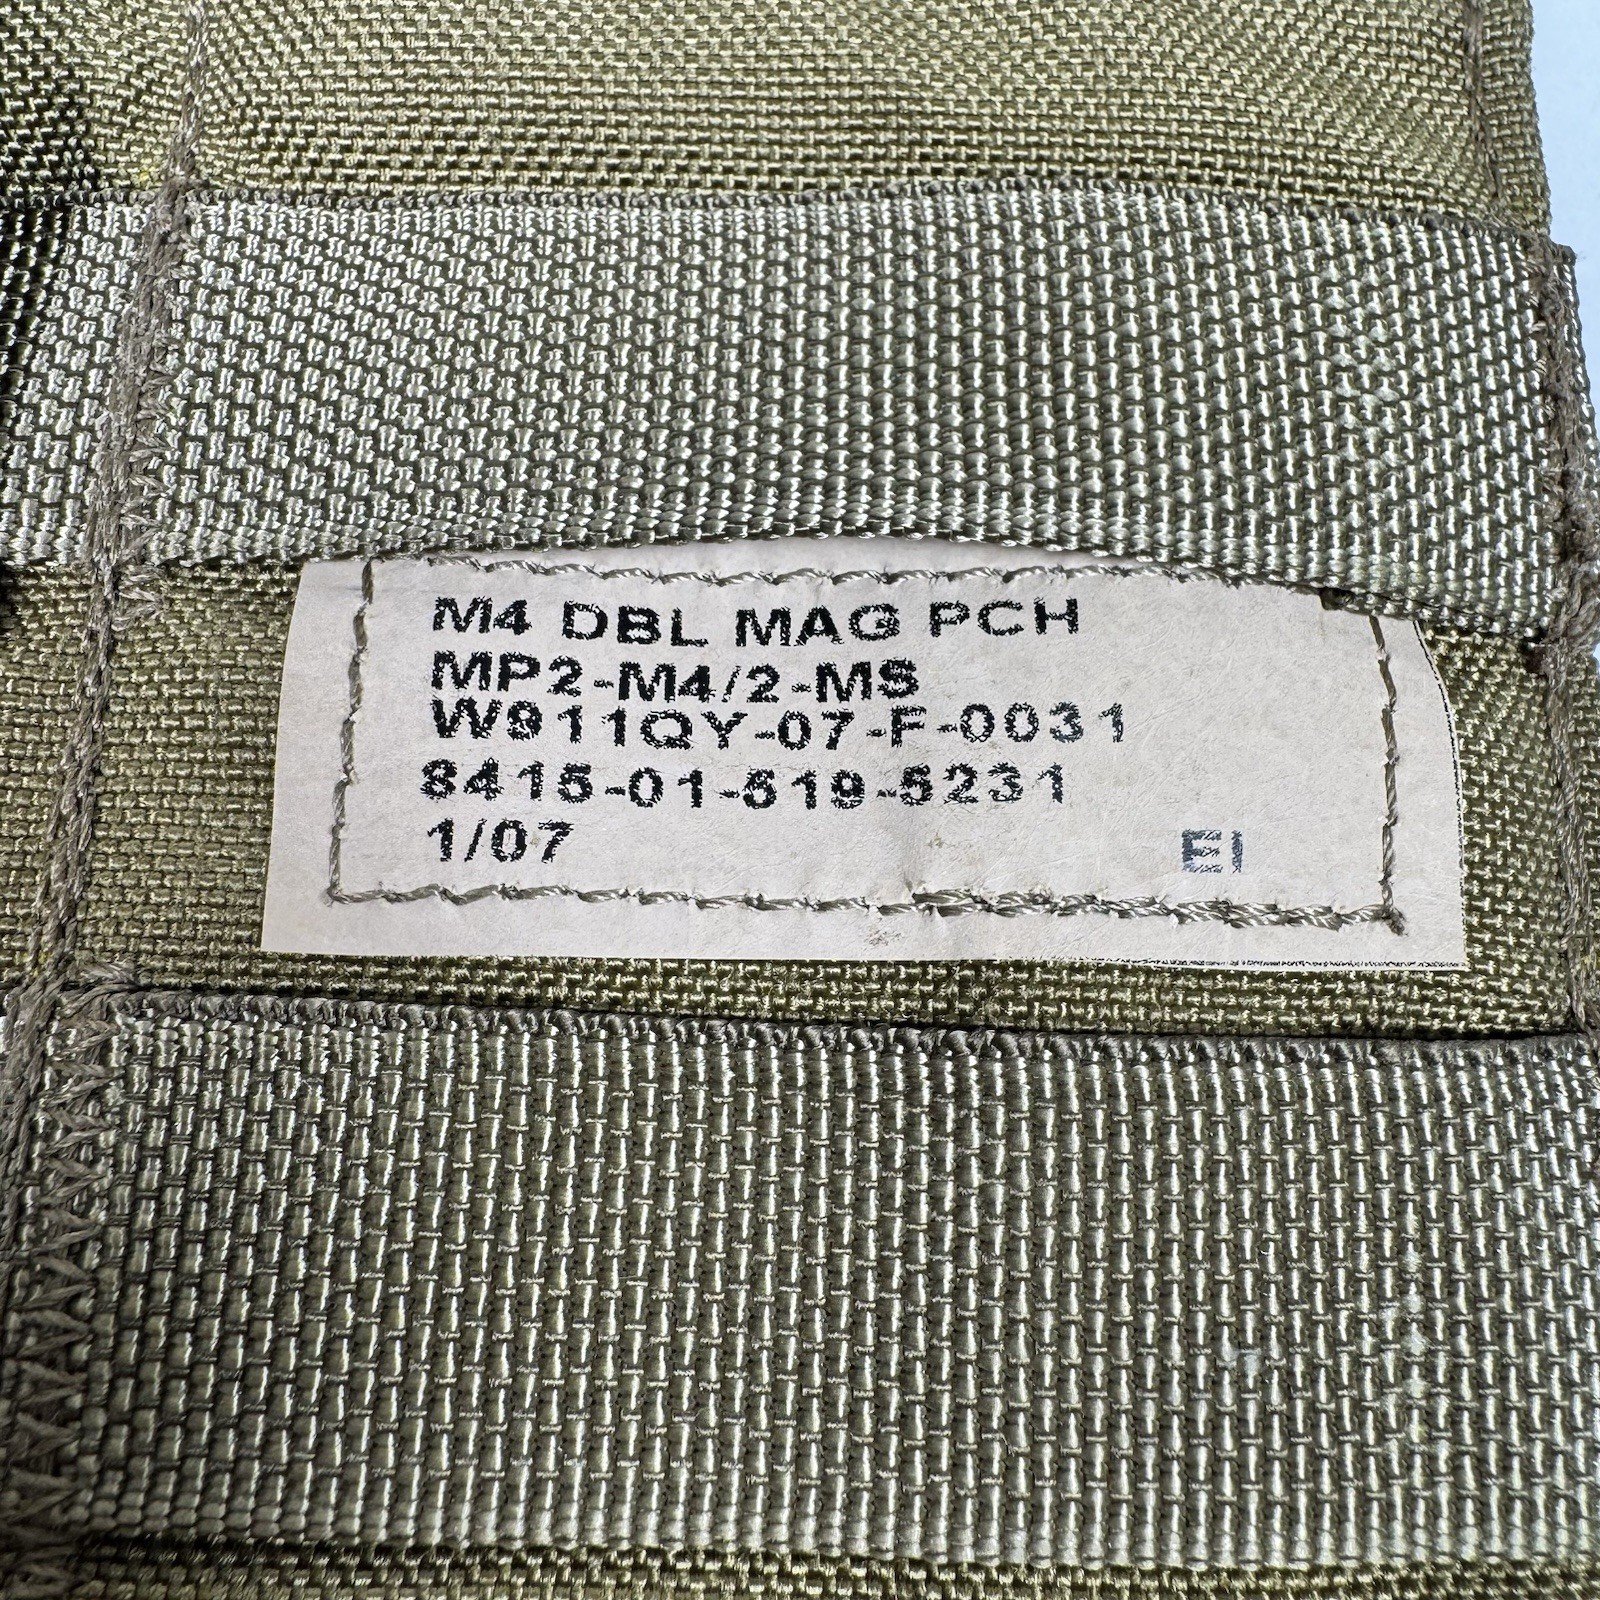 M4 DBL MAG PCH
MP2-M4/2-MS
W911QY-07-F-0031
8415-01-519-5231
1/07 EI